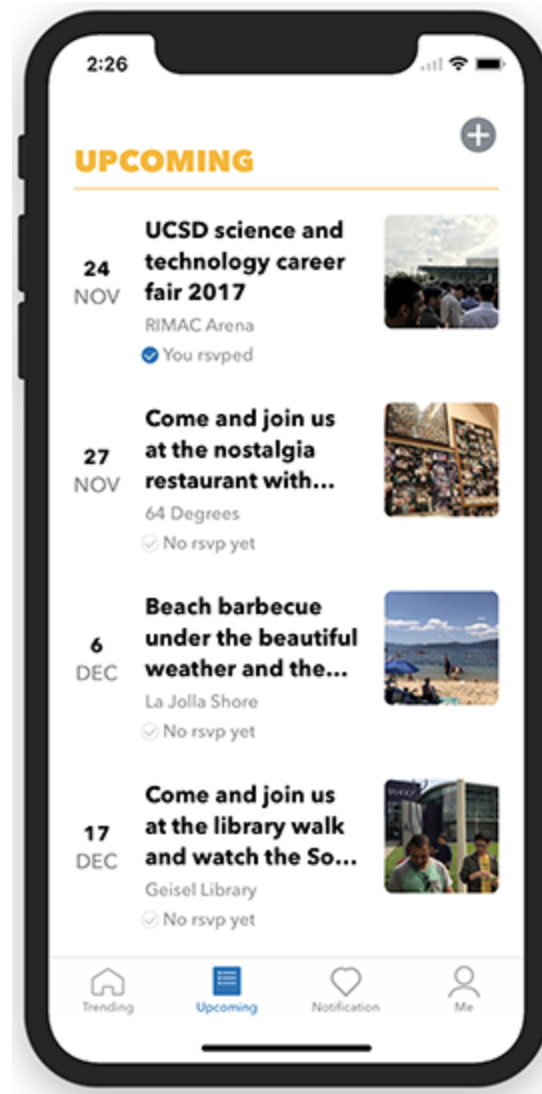 2:26
UPCOMING
24
NOV
UCSD science and
technology career
fair 2017
RIMAC Arena
You rsvped
27
NOV
Come and join us
at the nostalgia
restaurant with...
64 Degrees
No rsvp yet
6
DEC
Beach barbecue
under the beautiful
weather and the...
La Jolla Shore
No rsvp yet
17
DEC
Come and join us
at the library walk
and watch the So...
Geisel Library
No rsvp yet
Trending
Upcoming
Notification
Me